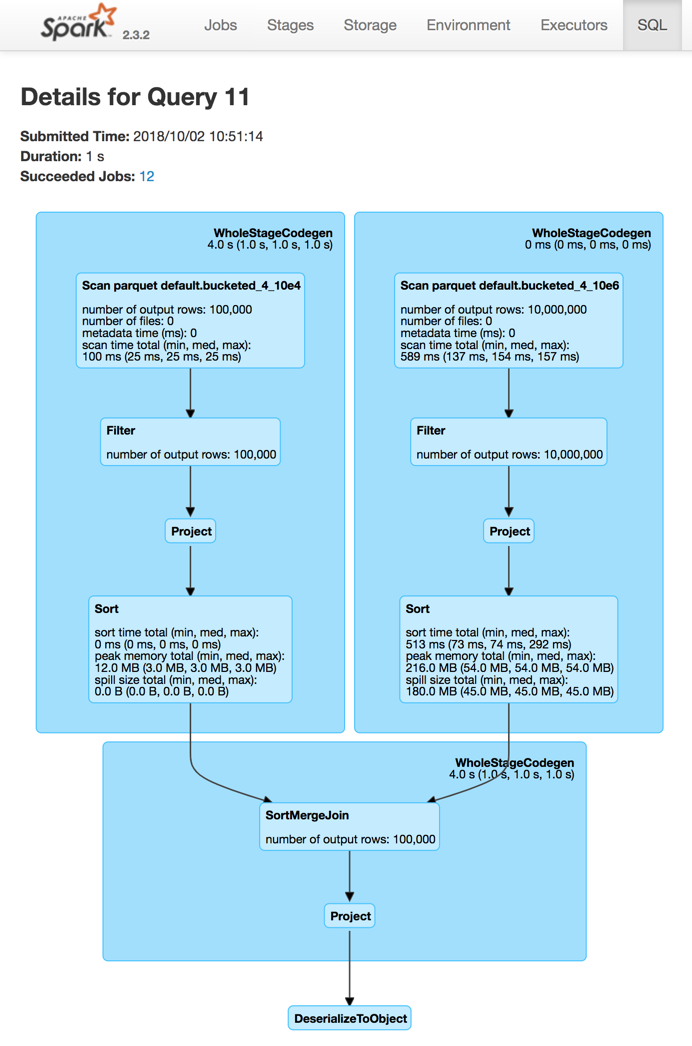 APACHE
Spark 2.3.2 Jobs Stages Storage Environment Executors SQL
Details for Query 11
Submitted Time: 2018/10/02 10:51:14
Duration: 1 s
Succeeded Jobs: 12
WholeStageCodegen
4.0 s (1.0 s, 1.0 s, 1.0 s)
Scan parquet default.bucketed_4_10e4
number of output rows: 100,000
number of files: 0
metadata time (ms): 0
scan time total (min, med, max):
100 ms (25 ms, 25 ms, 25 ms)
Filter
number of output rows: 100,000
Project
Sort
sort time total (min, med, max):
0 ms (0 ms, 0 ms, 0 ms)
peak memory total (min, med, max):
12.0 MB (3.0 MB, 3.0 MB, 3.0 MB)
spill size total (min, med, max):
0.0 B (0.0 B, 0.0 B, 0.0 B)
WholeStageCodegen
0 ms (0 ms, 0 ms, 0 ms)
Scan parquet default.bucketed_4_10e6
number of output rows: 10,000,000
number of files: 0
metadata time (ms): 0
scan time total (min, med, max):
589 ms (137 ms, 154 ms, 157 ms)
Filter
number of output rows: 10,000,000
Project
Sort
sort time total (min, med, max):
513 ms (73 ms, 74 ms, 292 ms)
peak memory total (min, med, max):
216.0 MB (54.0 MB, 54.0 MB, 54.0 MB)
spill size total (min, med, max):
180.0 MB (45.0 MB, 45.0 MB, 45.0 MB)
WholeStageCodegen
4.0 s (1.0 s, 1.0 s, 1.0 s)
SortMergeJoin
number of output rows: 100,000
Project
DeserializeToObject